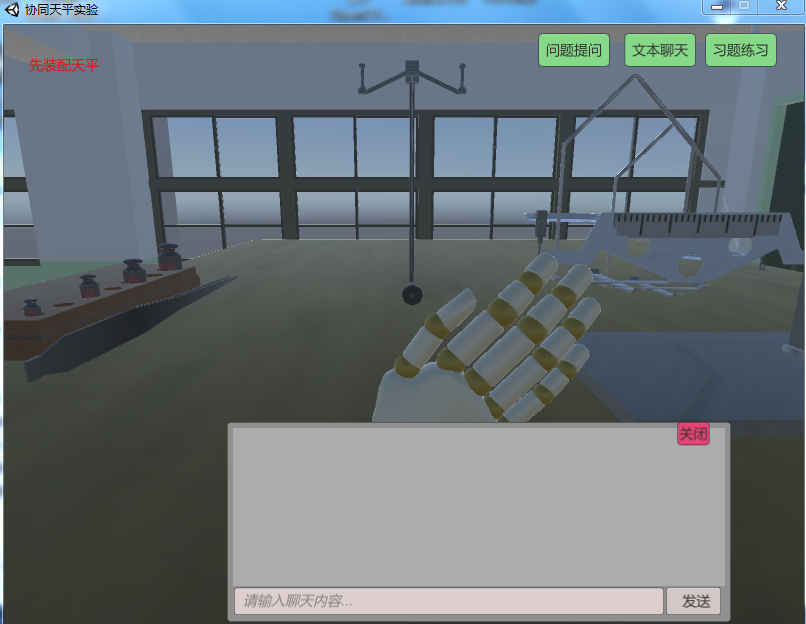 协同天平实验
问题提问
文本聊天
习题练习
先装配天平
关闭
请输入聊天内容...
发送